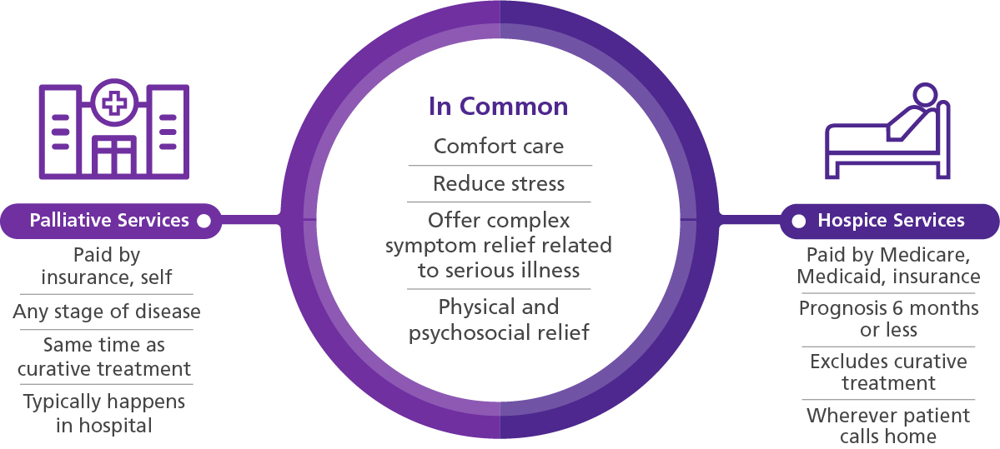 In Common
Comfort care
Reduce stress
Offer complex
symptom relief related
to serious illness
Physical and
psychosocial relief
Palliative Services
Paid by
insurance, self
Any stage of disease
Same time as
curative treatment
Typically happens
in hospital
Hospice Services
Paid by Medicare,
Medicaid, insurance
Prognosis 6 months
or less
Excludes curative
treatment
Wherever patient
calls home